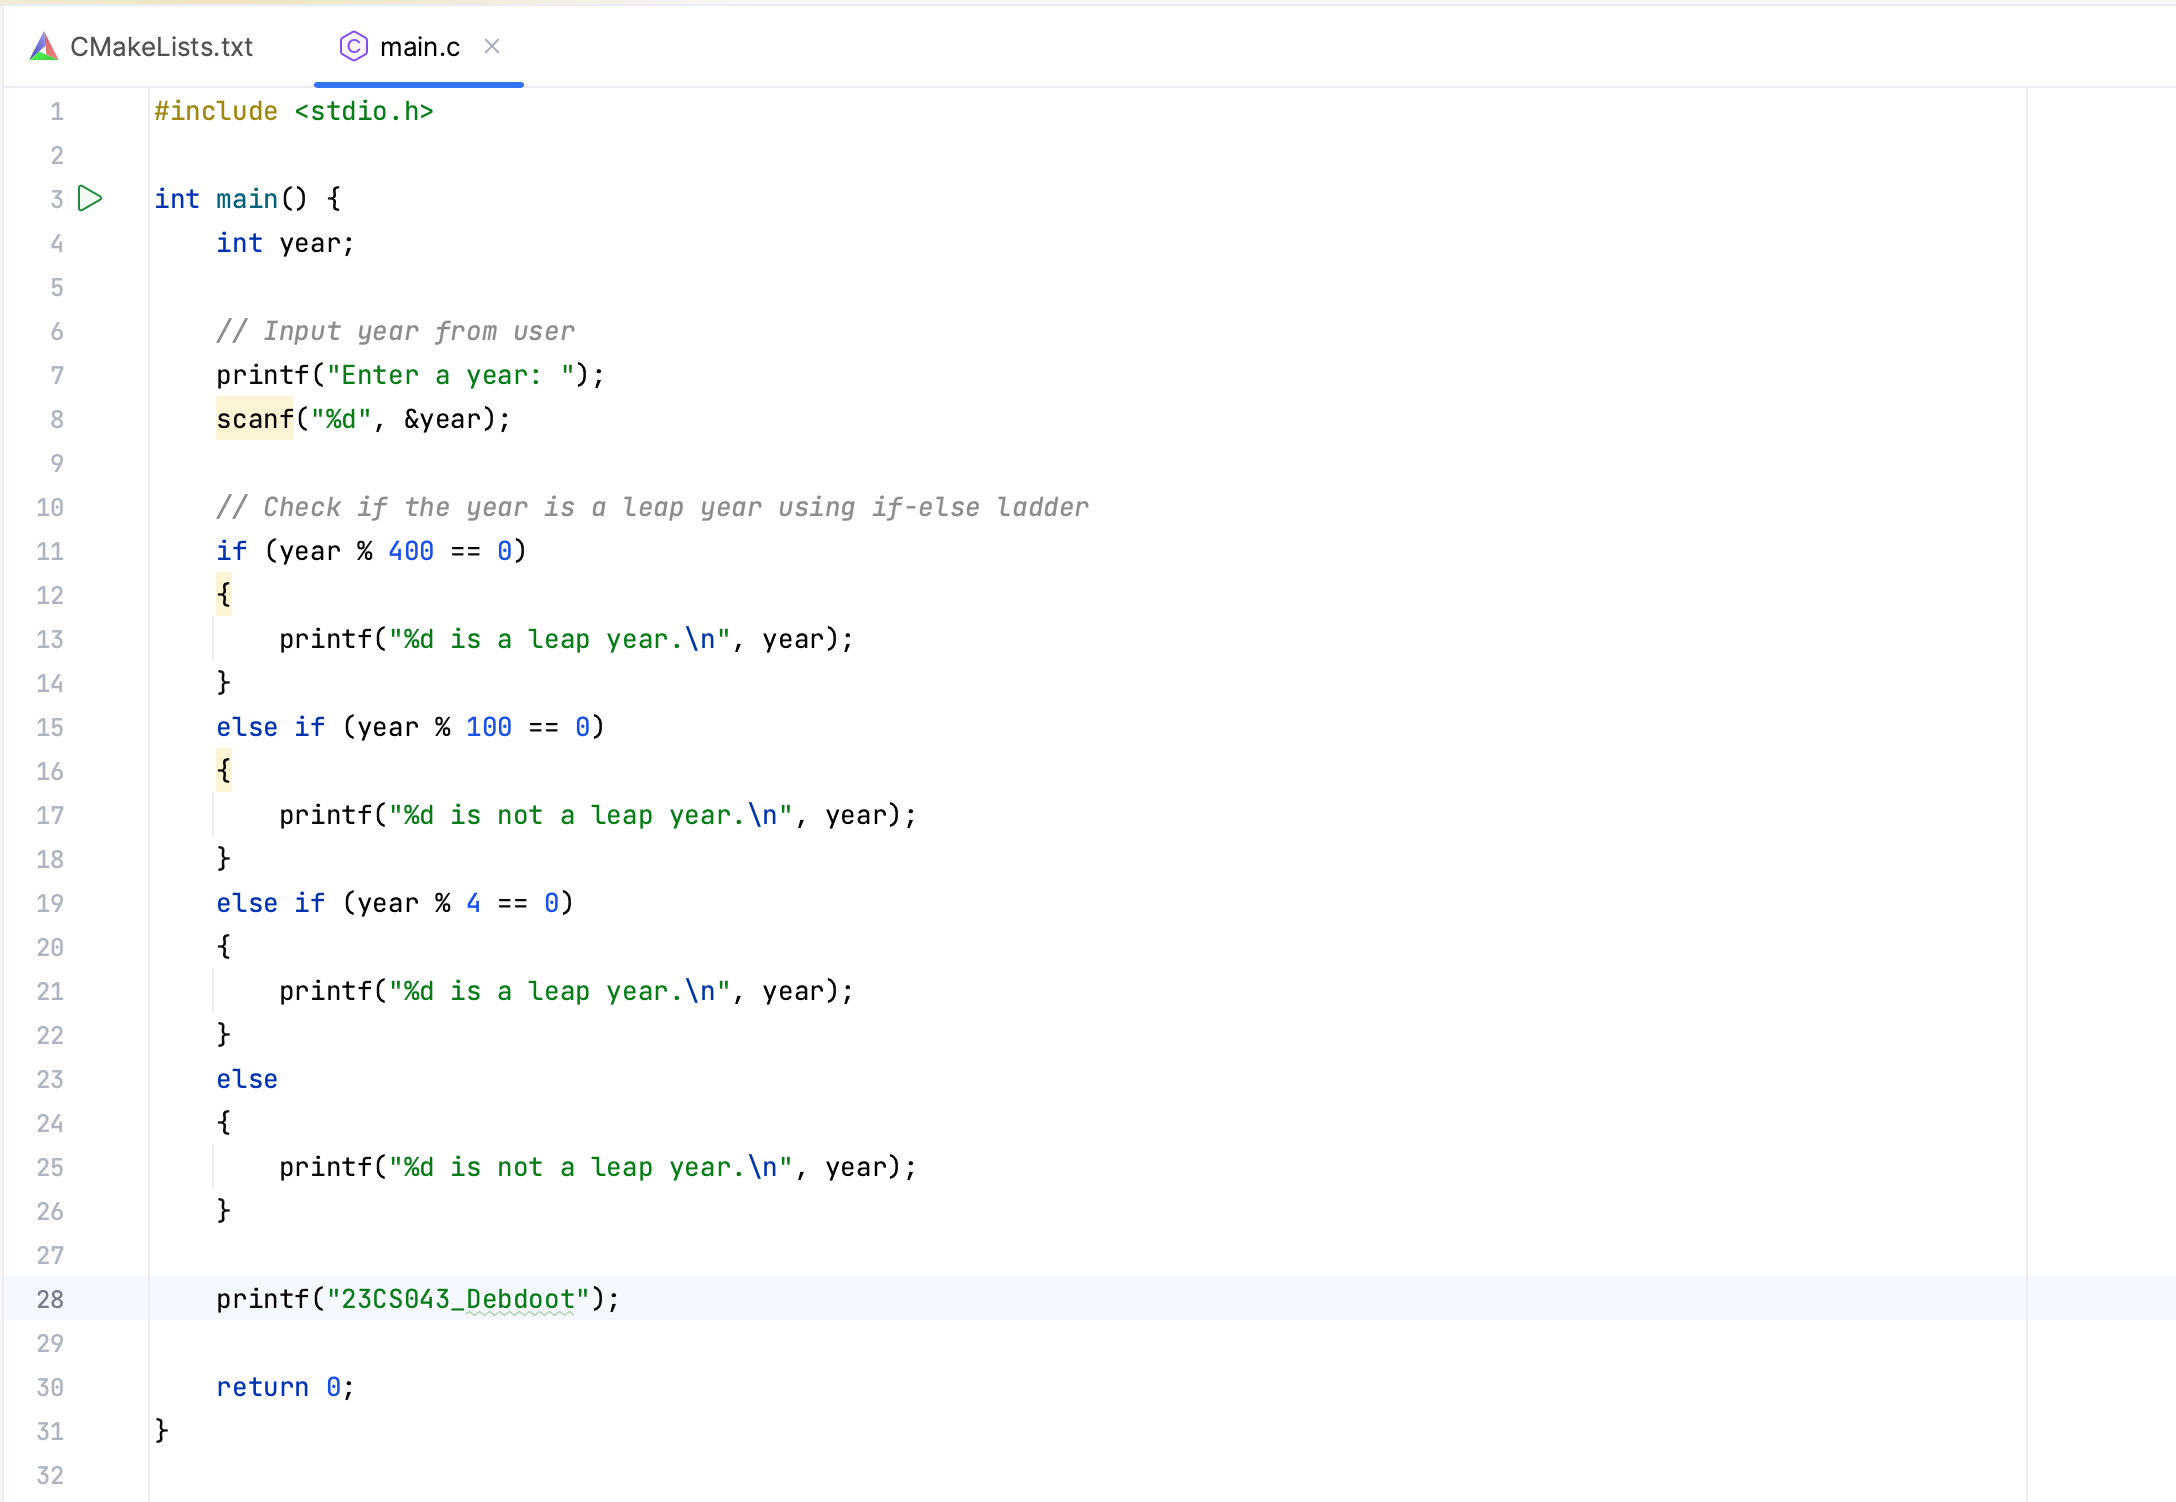 CMakeLists.txt main.c
1 #include <stdio.h>
2
3 int main() {
4     int year;
5
6     // Input year from user
7     printf("Enter a year: ");
8     scanf("%d", &year);
9
10     // Check if the year is a leap year using if-else ladder
11     if (year % 400 == 0)
12     {
13         printf("%d is a leap year.\n", year);
14     }
15     else if (year % 100 == 0)
16     {
17         printf("%d is not a leap year.\n", year);
18     }
19     else if (year % 4 == 0)
20     {
21         printf("%d is a leap year.\n", year);
22     }
23     else
24     {
25         printf("%d is not a leap year.\n", year);
26     }
27
28     printf("23CS043_Debdoot");
29
30     return 0;
31 }
32